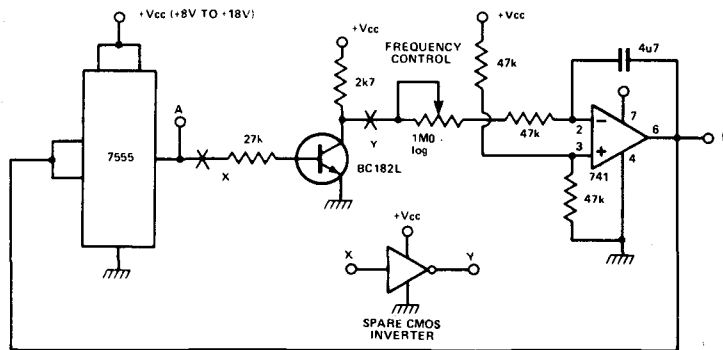 +Vcc (+8V TO +18V)
7555
A
X
27k
+Vcc
2k7
BC182L
Y
FREQUENCY
CONTROL
1M0
log
+Vcc
47k
47k
4u7
2
3
7
6
4
741
47k
+Vcc
X
Y
SPARE CMOS
INVERTER